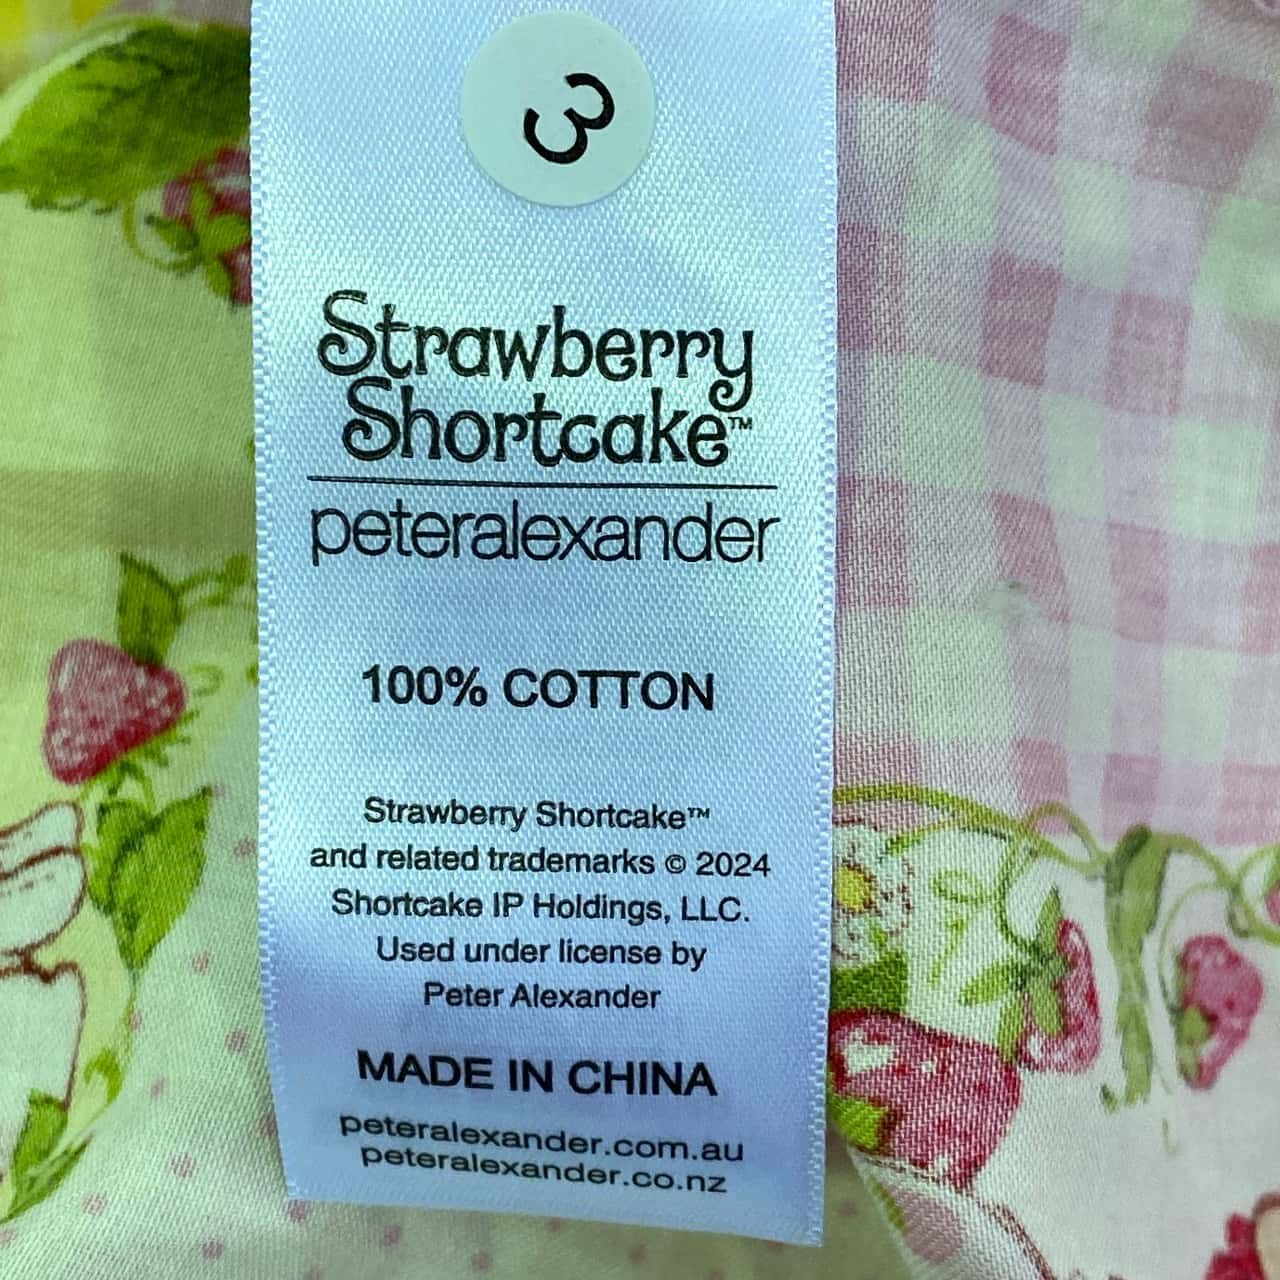 3
Strawberry
Shortcake™
peteralexander
100% COTTON
Strawberry Shortcake™
and related trademarks © 2024
Shortcake IP Holdings, LLC.
Used under license by
Peter Alexander
MADE IN CHINA
peteralexander.com.au
peteralexander.co.nz